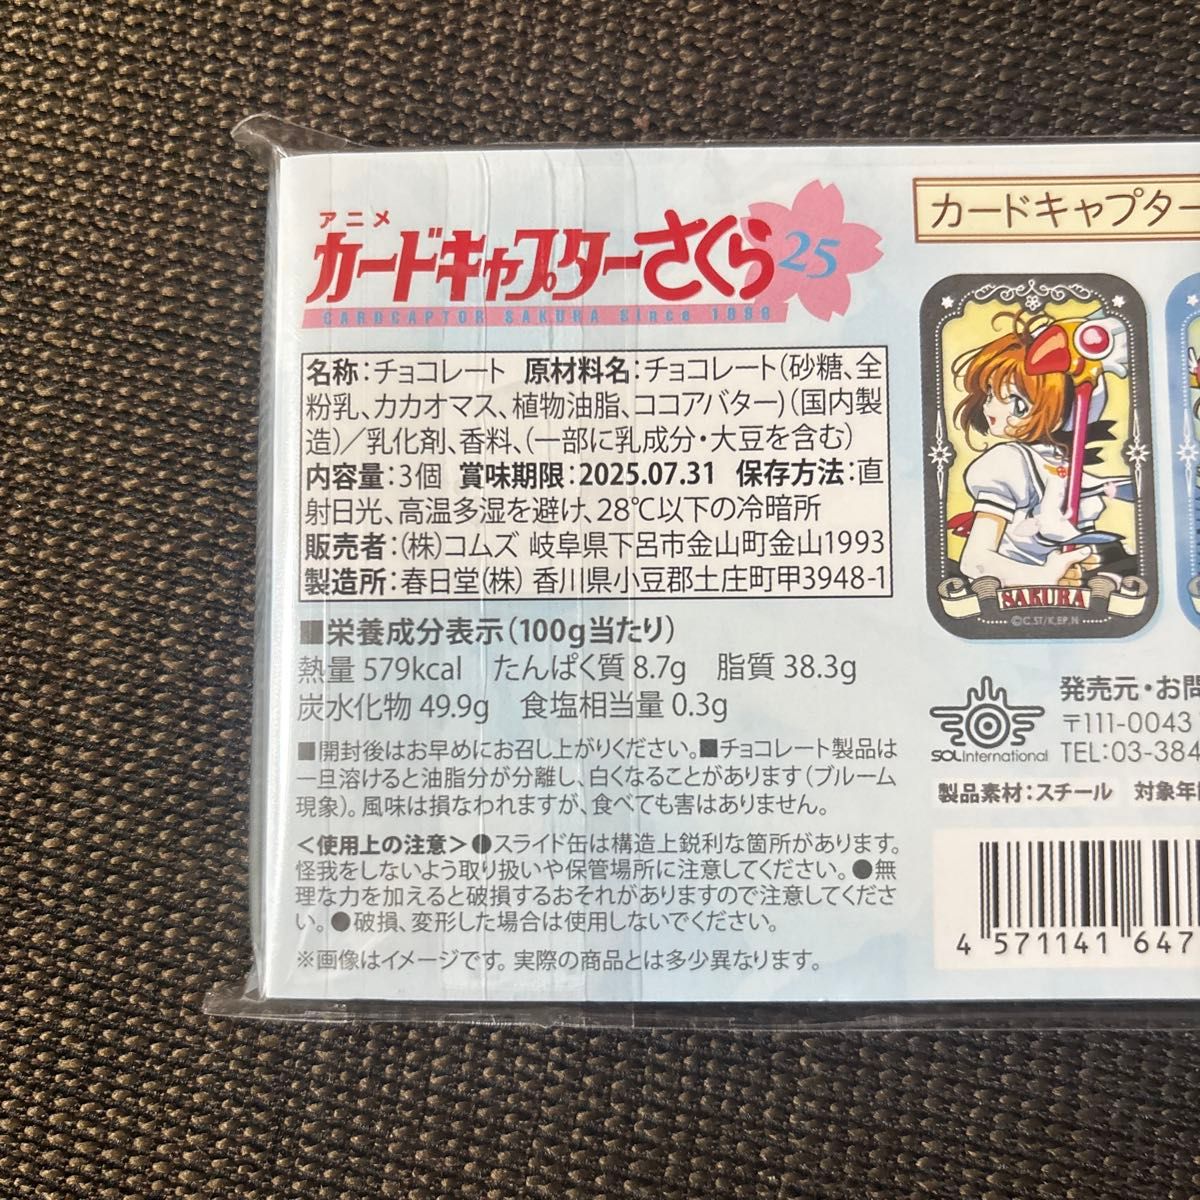 アニメ
カードキャプターさくら 25
CARDCAPTOR SAKURA Since 1998
名称：チョコレート 原材料名：チョコレート（砂糖、全
粉乳、カカオマス、植物油脂、ココアバター）（国内製
造）／乳化剤、香料、（一部に乳成分・大豆を含む）
内容量：3個 賞味期限：2025.07.31 保存方法：直
射日光、高温多湿を避け、28℃以下の冷暗所
販売者：（株）コムズ 岐阜県下呂市金山町金山1993
製造所：春日堂（株） 香川県小豆郡土庄町甲3948-1
■栄養成分表示（100g当たり）
熱量 579kcal たんぱく質 8.7g 脂質 38.3g
炭水化物 49.9g 食塩相当量 0.3g
■開封後はお早めにお召し上がりください。■チョコレート製品は
一旦溶けると油脂分が分離し、白くなることがあります（ブルーム
現象）。風味は損なわれますが、食べても害はありません。
＜使用上の注意＞●スライド缶は構造上鋭利な箇所があります。
怪我をしないよう取り扱いや保管場所に注意してください。●無
理な力を加えると破損するおそれがありますので注意してくださ
い。●破損、変形した場合は使用しないでください。
※画像はイメージです。実際の商品とは多少異なります。
カードキャプター
SAKURA
©C,ST/K,EP,N
SOL International
発売元・お問
〒111-0043
TEL：03-384
製品素材：スチール 対象年
4 571141 647